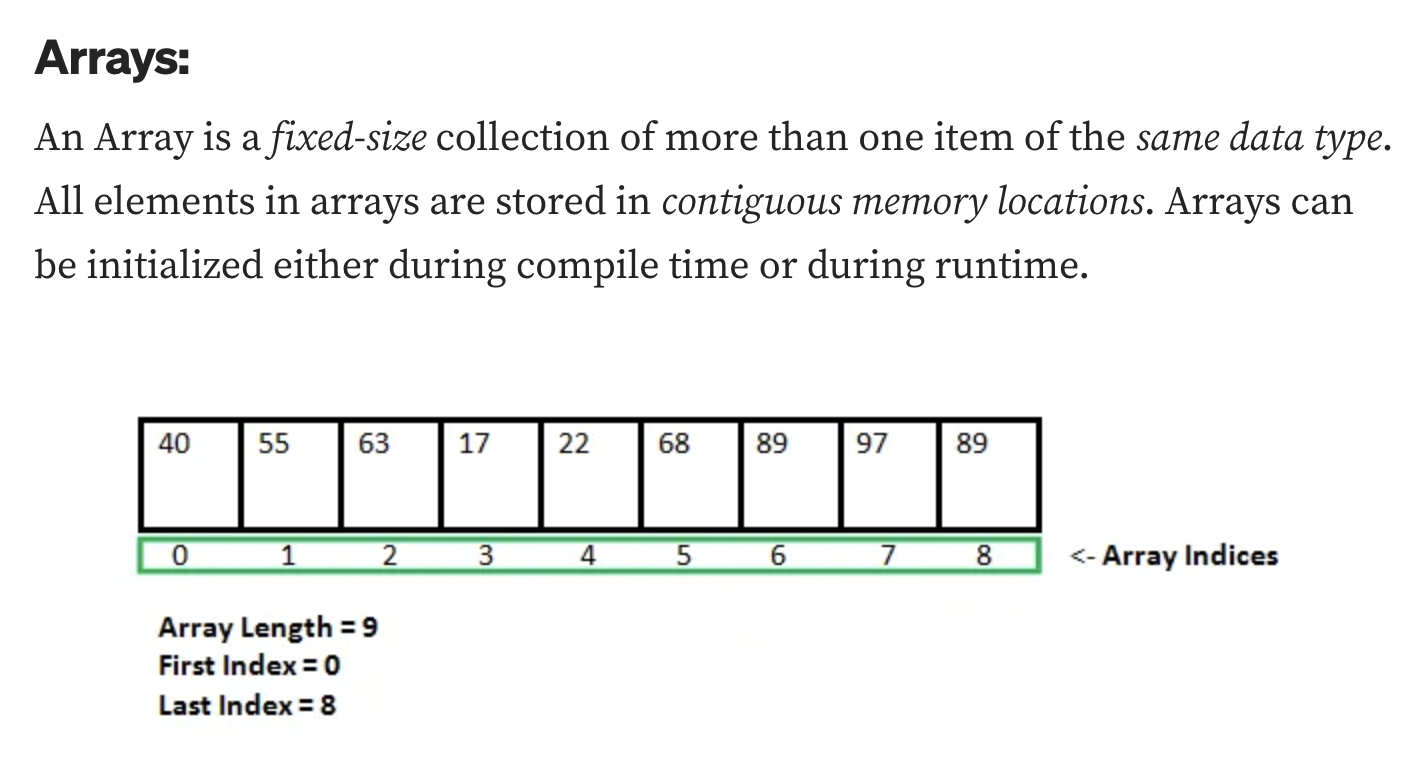 Arrays:
An Array is a fixed-size collection of more than one item of the same data type.
All elements in arrays are stored in contiguous memory locations. Arrays can
be initialized either during compile time or during runtime.
40 55 63 17 22 68 89 97 89
0 1 2 3 4 5 6 7 8 <- Array Indices
Array Length = 9
First Index = 0
Last Index = 8